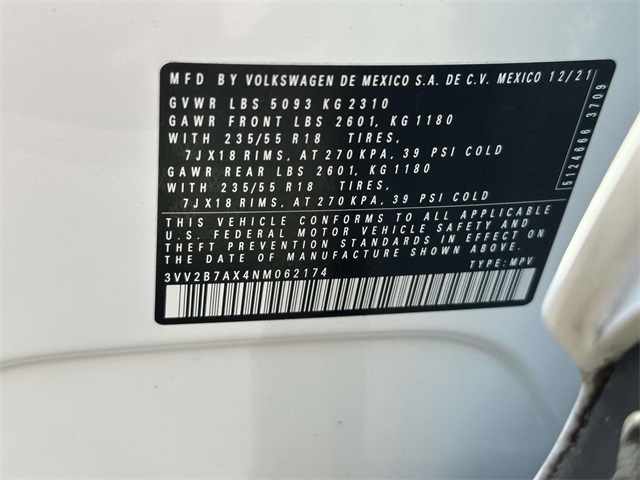 MFD BY VOLKSWAGEN DE MEXICO S.A. DE C.V. MEXICO 12/21
GVWR LBS 5093 KG 2310
GAWR FRONT LBS 2601, KG 1180
WITH 235/55 R18 TIRES,
7JX18 RIMS, AT 270 KPA, 39 PSI COLD
GAWR REAR LBS 2601, KG 1180
WITH 235/55 R18 TIRES,
7JX18 RIMS, AT 270 KPA, 39 PSI COLD
THIS VEHICLE CONFORMS TO ALL APPLICABLE
U.S. FEDERAL MOTOR VEHICLE SAFETY AND
THEFT PREVENTION STANDARDS IN EFFECT ON
THE DATE OF MANUFACTURE SHOWN ABOVE.
3VV2B7AX4NM062174 TYPE: MPV
5124666 3709